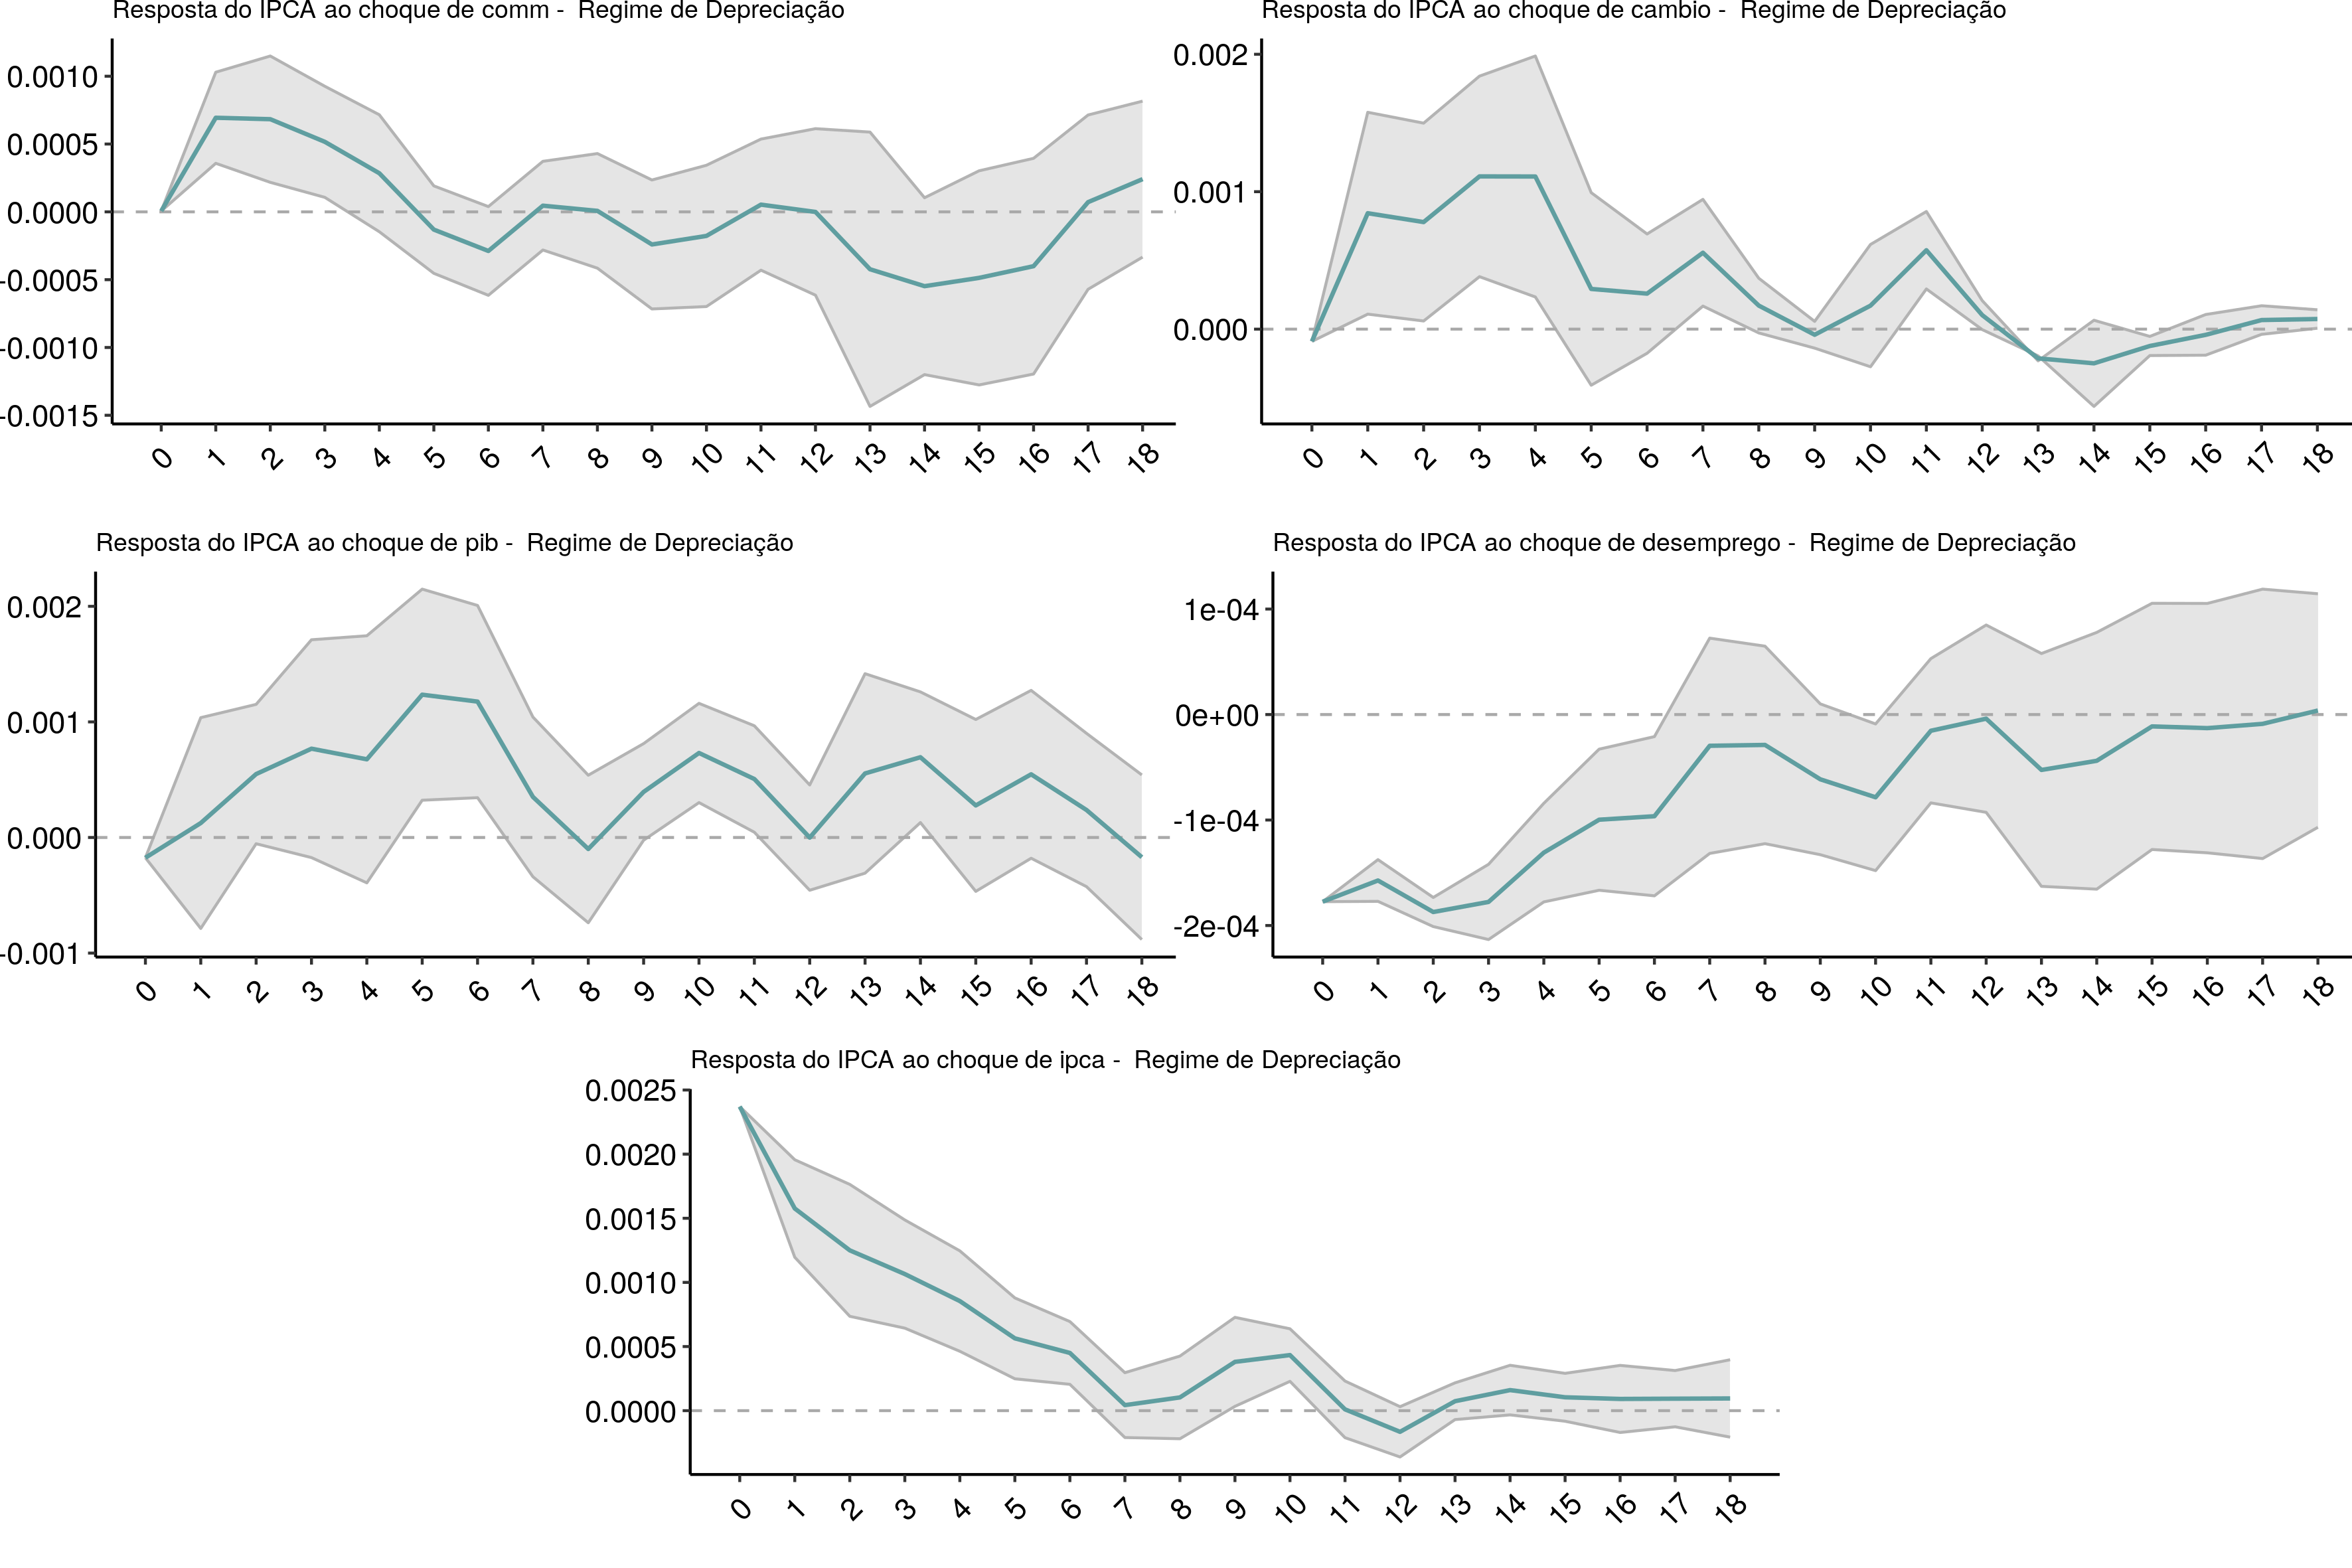 Resposta do IPCA ao choque de comm -  Regime de Depreciação
0.0010
0.0005
0.0000
-0.0005
-0.0010
-0.0015
0 1 2 3 4 5 6 7 8 9 10 11 12 13 14 15 16 17 18
Resposta do IPCA ao choque de cambio -  Regime de Depreciação
0.002
0.001
0.000
0 1 2 3 4 5 6 7 8 9 10 11 12 13 14 15 16 17 18
Resposta do IPCA ao choque de pib -  Regime de Depreciação
0.002
0.001
0.000
-0.001
0 1 2 3 4 5 6 7 8 9 10 11 12 13 14 15 16 17 18
Resposta do IPCA ao choque de desemprego -  Regime de Depreciação
1e-04
0e+00
-1e-04
-2e-04
0 1 2 3 4 5 6 7 8 9 10 11 12 13 14 15 16 17 18
Resposta do IPCA ao choque de ipca -  Regime de Depreciação
0.0025
0.0020
0.0015
0.0010
0.0005
0.0000
0 1 2 3 4 5 6 7 8 9 10 11 12 13 14 15 16 17 18